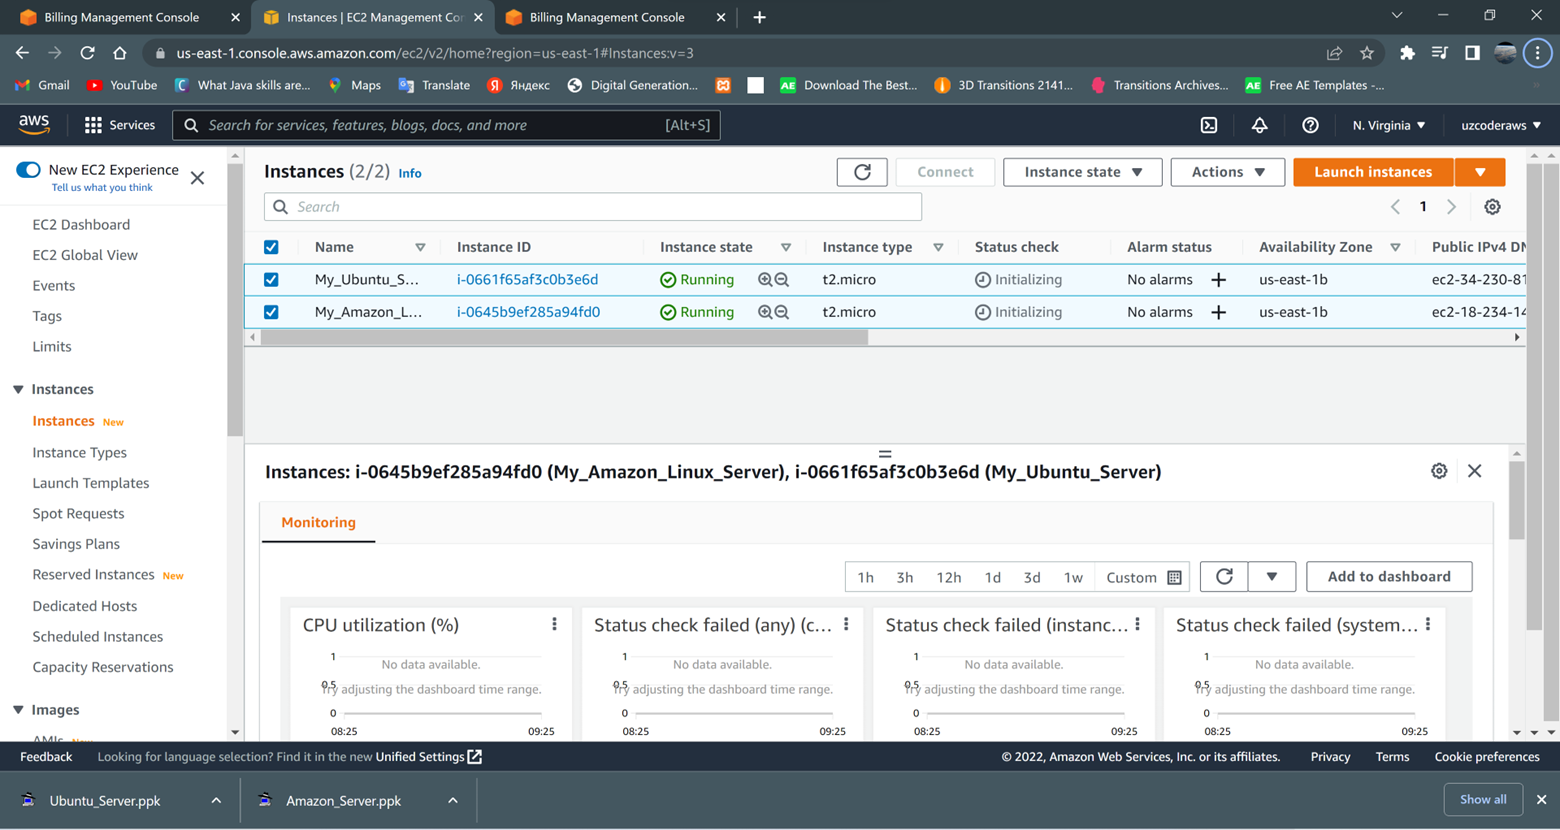 Billing Management Console
Instances | EC2 Management Con
Billing Management Console
us-east-1.console.aws.amazon.com/ec2/v2/home?region=us-east-1#Instances:v=3
Gmail YouTube What Java skills are... Maps Translate Яндекс Digital Generation... Download The Best... 3D Transitions 2141... Transitions Archives... Free AE Templates -...
aws Services Search for services, features, blogs, docs, and more [Alt+S] N. Virginia uzcoderaws
New EC2 Experience
Tell us what you think
EC2 Dashboard
EC2 Global View
Events
Tags
Limits
Instances
Instances New
Instance Types
Launch Templates
Spot Requests
Savings Plans
Reserved Instances New
Dedicated Hosts
Scheduled Instances
Capacity Reservations
Images
AMIs New
Instances (2/2) Info Connect Instance state Actions Launch instances
Search 1
Name Instance ID Instance state Instance type Status check Alarm status Availability Zone Public IPv4 DN
My_Ubuntu_S... i-0661f65af3c0b3e6d Running t2.micro Initializing No alarms + us-east-1b ec2-34-230-81
My_Amazon_L... i-0645b9ef285a94fd0 Running t2.micro Initializing No alarms + us-east-1b ec2-18-234-14
Instances: i-0645b9ef285a94fd0 (My_Amazon_Linux_Server), i-0661f65af3c0b3e6d (My_Ubuntu_Server)
Monitoring
1h 3h 12h 1d 3d 1w Custom Add to dashboard
CPU utilization (%)
1
No data available.
0.5
Try adjusting the dashboard time range.
0
08:25 09:25
Status check failed (any) (c...
1
No data available.
0.5
Try adjusting the dashboard time range.
0
08:25 09:25
Status check failed (instanc...
1
No data available.
0.5
Try adjusting the dashboard time range.
0
08:25 09:25
Status check failed (system...
1
No data available.
0.5
Try adjusting the dashboard time range.
0
08:25 09:25
Feedback Looking for language selection? Find it in the new Unified Settings © 2022, Amazon Web Services, Inc. or its affiliates. Privacy Terms Cookie preferences
Ubuntu_Server.ppk Amazon_Server.ppk Show all